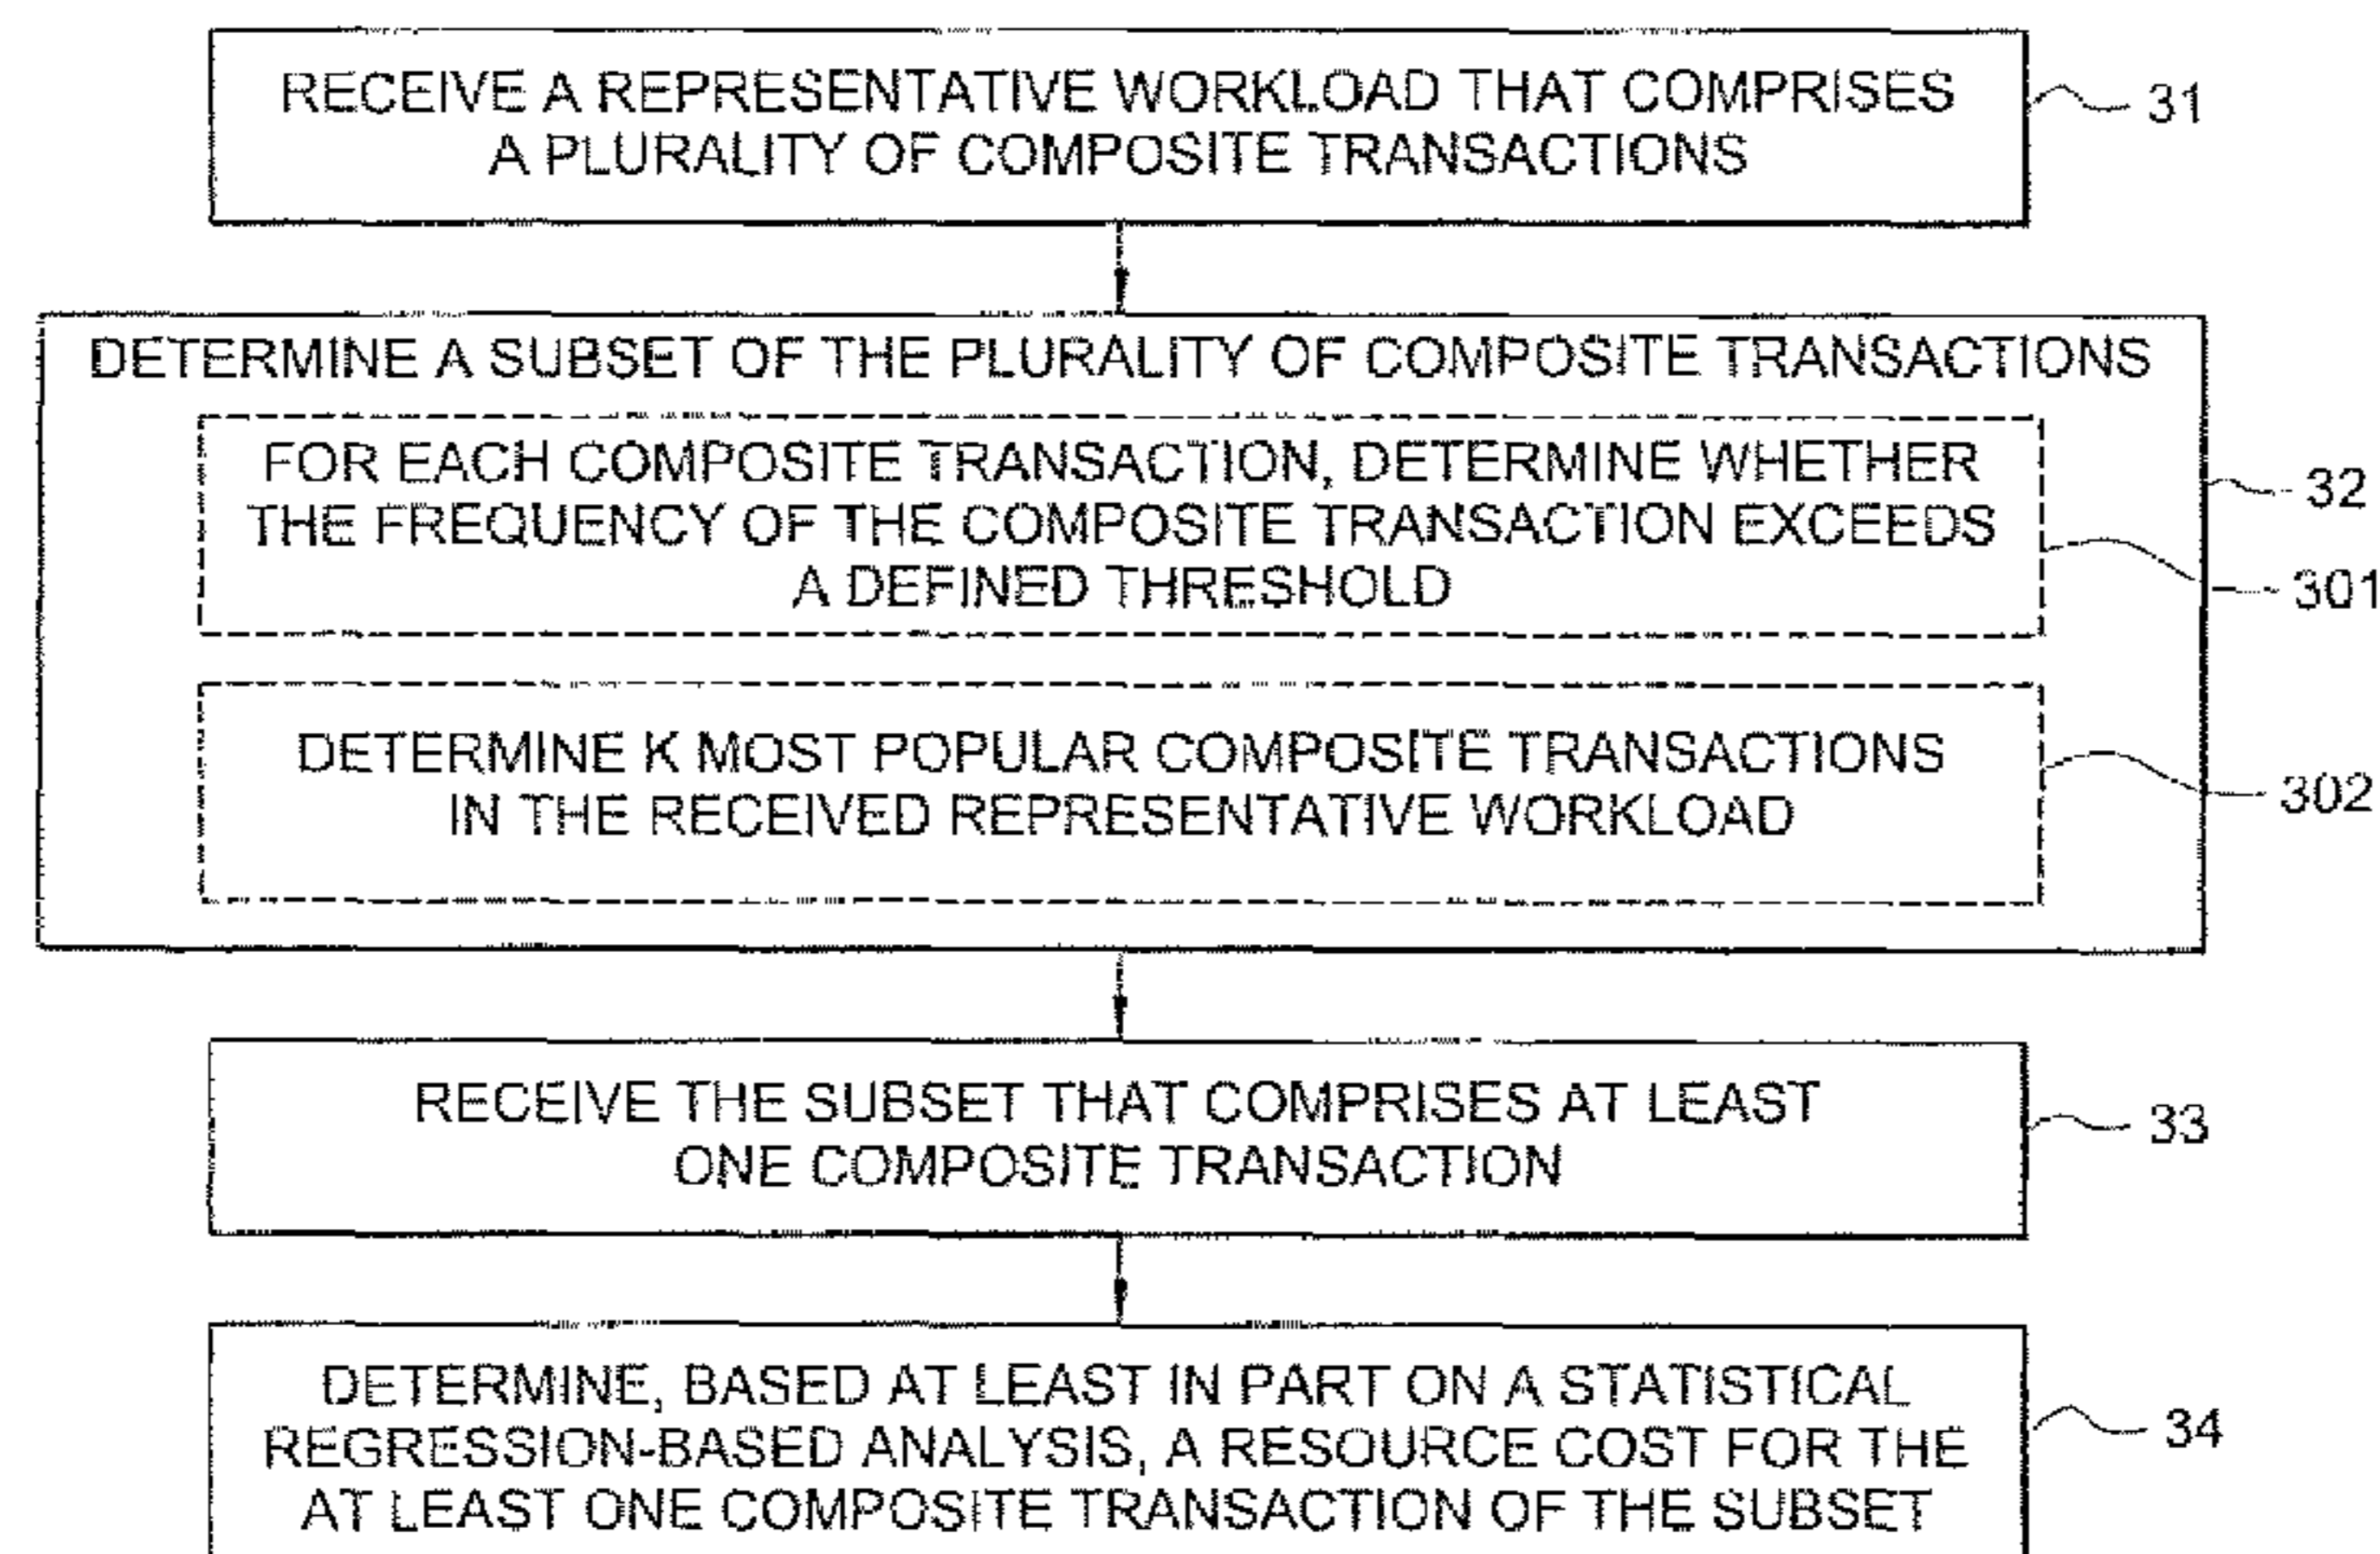 RECEIVE A REPRESENTATIVE WORKLOAD THAT COMPRISES
A PLURALITY OF COMPOSITE TRANSACTIONS
31
DETERMINE A SUBSET OF THE PLURALITY OF COMPOSITE TRANSACTIONS
FOR EACH COMPOSITE TRANSACTION, DETERMINE WHETHER
THE FREQUENCY OF THE COMPOSITE TRANSACTION EXCEEDS
A DEFINED THRESHOLD
32
301
DETERMINE K MOST POPULAR COMPOSITE TRANSACTIONS
IN THE RECEIVED REPRESENTATIVE WORKLOAD
302
RECEIVE THE SUBSET THAT COMPRISES AT LEAST
ONE COMPOSITE TRANSACTION
33
DETERMINE, BASED AT LEAST IN PART ON A STATISTICAL
REGRESSION-BASED ANALYSIS, A RESOURCE COST FOR THE
AT LEAST ONE COMPOSITE TRANSACTION OF THE SUBSET
34